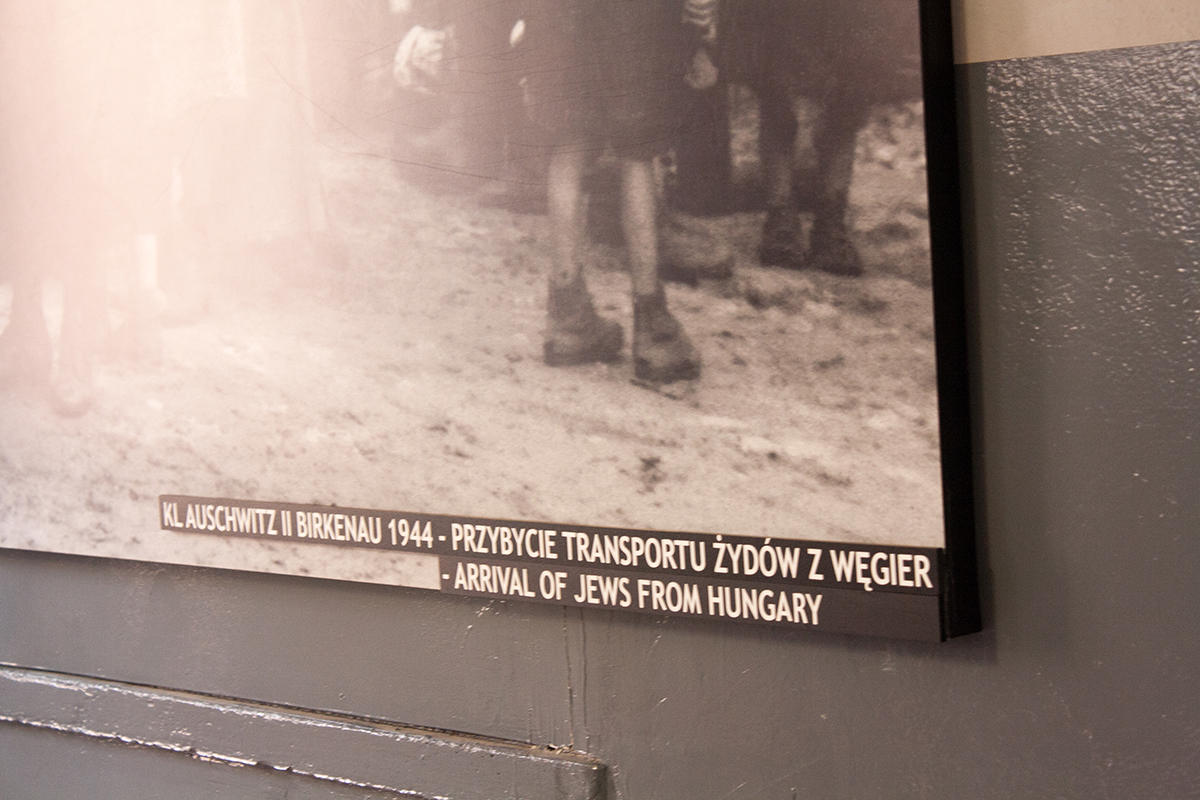 KL AUSCHWITZ II BIRKENAU 1944 - PRZYBYCIE TRANSPORTU ŻYDÓW Z WĘGIER
- ARRIVAL OF JEWS FROM HUNGARY